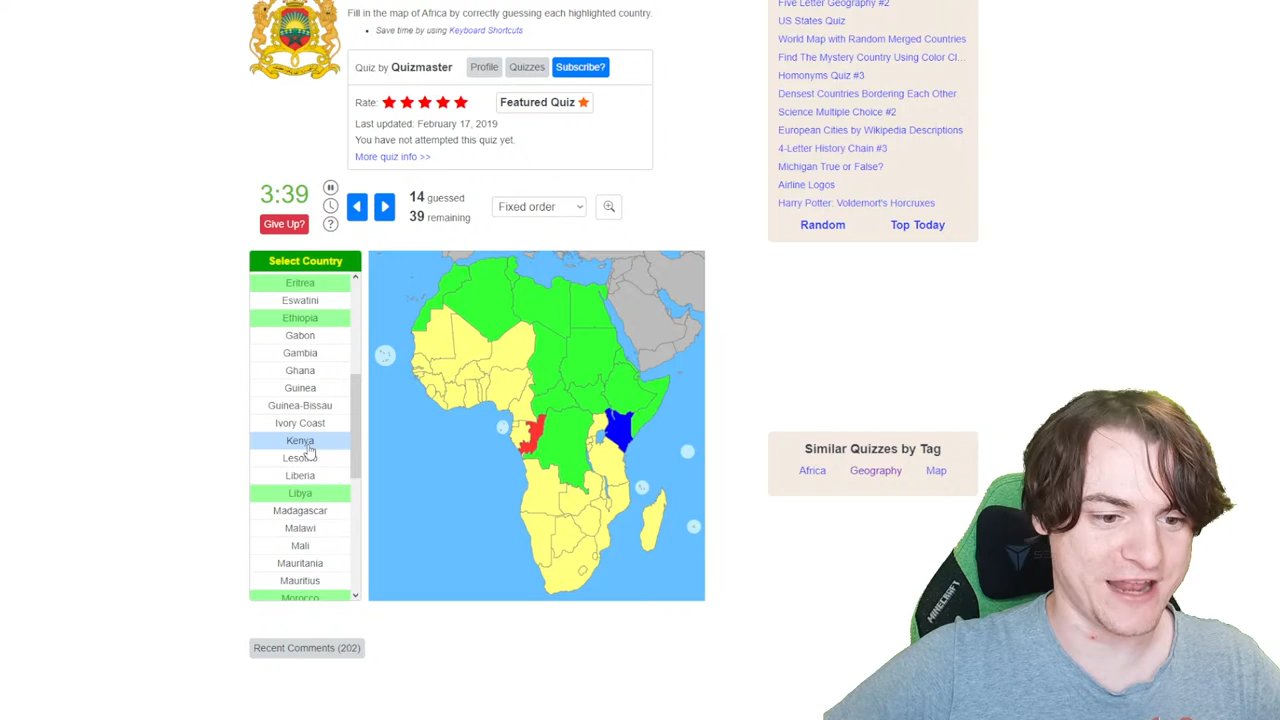 Fill in the map of Africa by correctly guessing each highlighted country.
Save time by using Keyboard Shortcuts
Quiz by Quizmaster Profile Quizzes Subscribe?
Rate: Featured Quiz
Last updated: February 17, 2019
You have not attempted this quiz yet.
More quiz info >>
3:39
Give Up?
?
14 guessed
39 remaining
Fixed order
Select Country
Eritrea
Eswatini
Ethiopia
Gabon
Gambia
Ghana
Guinea
Guinea-Bissau
Ivory Coast
Kenya
Lesotho
Liberia
Libya
Madagascar
Malawi
Mali
Mauritania
Mauritius
Morocco
Recent Comments (202)
Five Letter Geography #2
US States Quiz
World Map with Random Merged Countries
Find The Mystery Country Using Color Cl...
Homonyms Quiz #3
Densest Countries Bordering Each Other
Science Multiple Choice #2
European Cities by Wikipedia Descriptions
4-Letter History Chain #3
Michigan True or False?
Airline Logos
Harry Potter: Voldemort's Horcruxes
Random Top Today
Similar Quizzes by Tag
Africa Geography Map
MINECRAFT